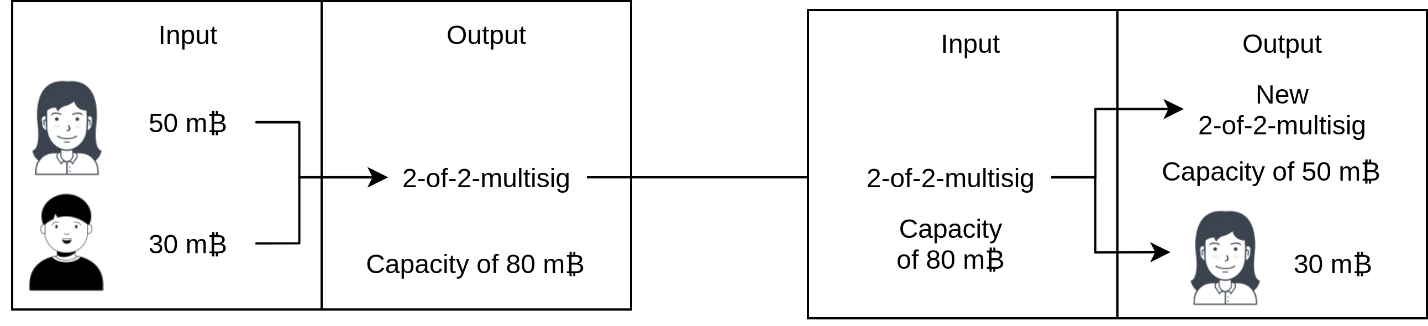 Input
Output
50 m₿
30 m₿
2-of-2-multisig
Capacity of 80 m₿
Input
Output
2-of-2-multisig
Capacity
of 80 m₿
New
2-of-2-multisig
Capacity of 50 m₿
30 m₿